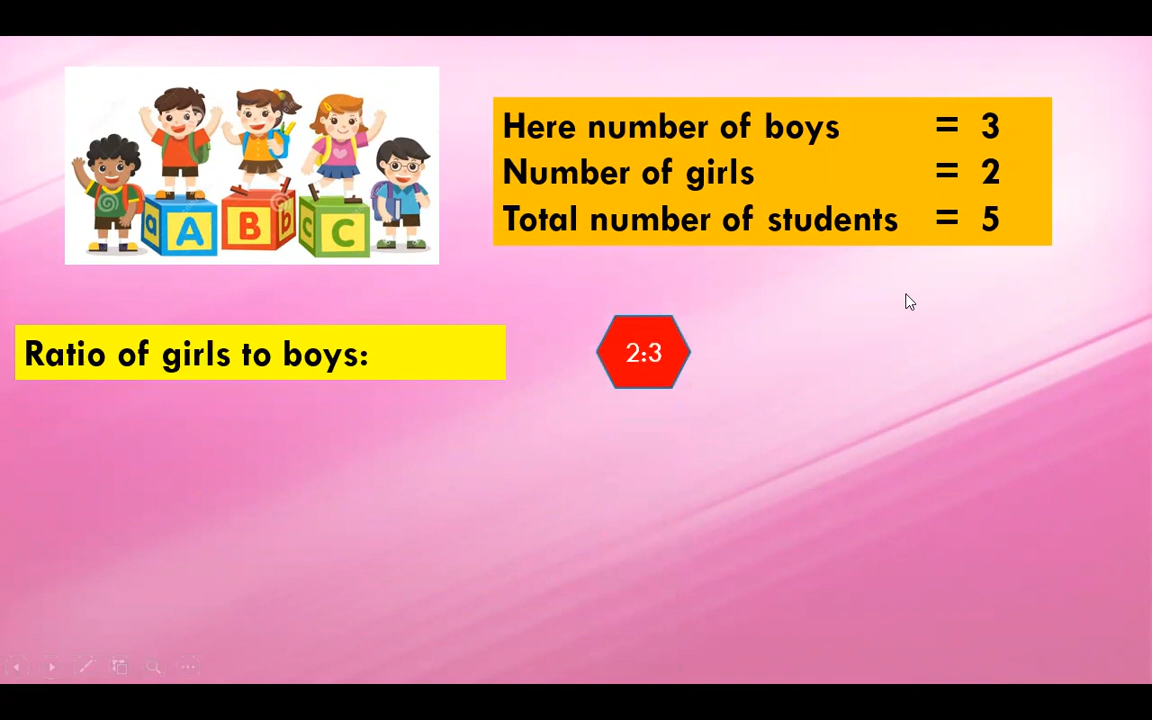 Here number of boys = 3
Number of girls = 2
Total number of students = 5
a A B b c C
Ratio of girls to boys:
2:3